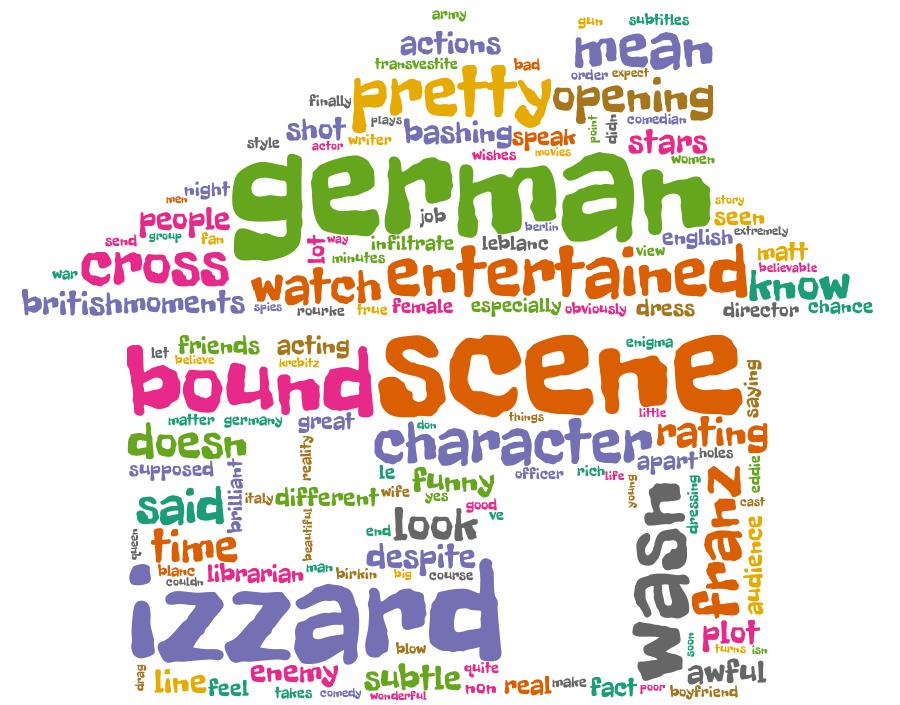 army
gun subtitles
actions mean
transvestite bad order expect
finally pretty opening
plays point didn comedian
style shot actor writer bashing speak stars
wishes movies women
german
night men job story
people berlin seen
send group fan lot way infiltrate leblanc english extremely
minutes view matt
war cross watch entertained believable know
britishmoments spies rourke true female especially obviously dress director chance
let friends acting enigma
believe krebitz
bound scene saying
matter germany great things little
doesn don character rating
supposed reality officer rich life apart holes
brilliant le funny young eddie
said italy different wife yes good dressing cast
beautiful ve
queen time end look wash franz audience
despite
blanc couldn librarian man birkin big course
izzard
blow soon plot turns isn
drag line feel enemy takes comedy subtle wonderful quite non real make fact poor awful boyfriend